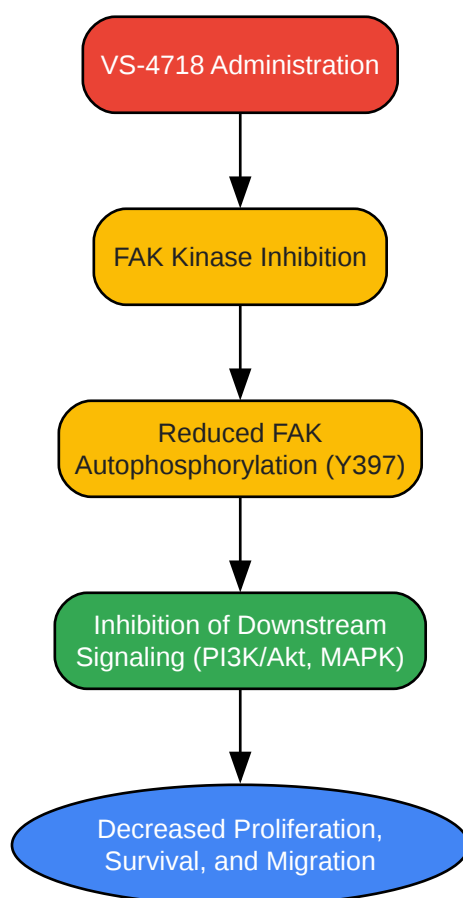 VS-4718 Administration
FAK Kinase Inhibition
Reduced FAK
Autophosphorylation (Y397)
Inhibition of Downstream
Signaling (PI3K/Akt, MAPK)
Decreased Proliferation,
Survival, and Migration